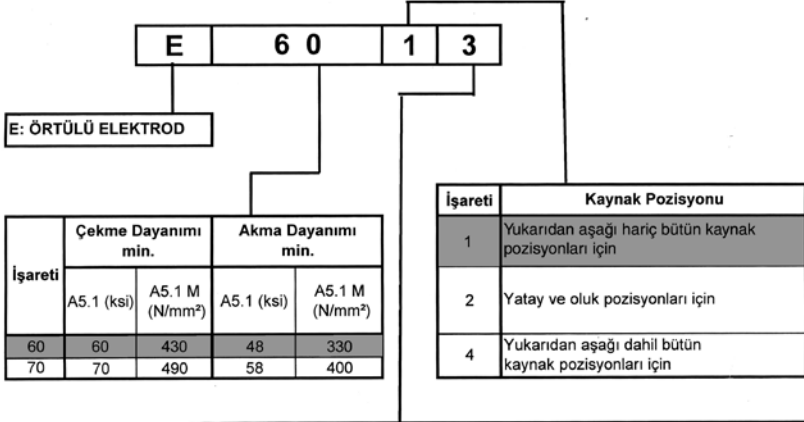 E 60 1 3
E: ÖRTÜLÜ ELEKTROD
İşareti Kaynak Pozisyonu
1 Yukarıdan aşağı hariç bütün kaynak
pozisyonları için
2 Yatay ve oluk pozisyonları için
4 Yukarıdan aşağı dahil bütün
kaynak pozisyonları için
İşareti
Çekme Dayanımı
min.
Akma Dayanımı
min.
A5.1 (ksi)
A5.1 M
(N/mm²)
A5.1 (ksi)
A5.1 M
(N/mm²)
60 60 430 48 330
70 70 490 58 400